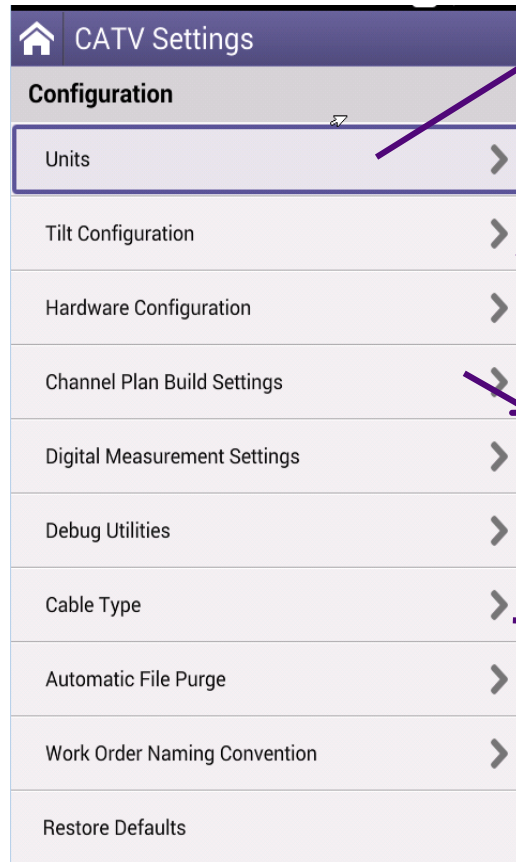 CATV Settings
Configuration
Units
Tilt Configuration
Hardware Configuration
Channel Plan Build Settings
Digital Measurement Settings
Debug Utilities
Cable Type
Automatic File Purge
Work Order Naming Convention
Restore Defaults